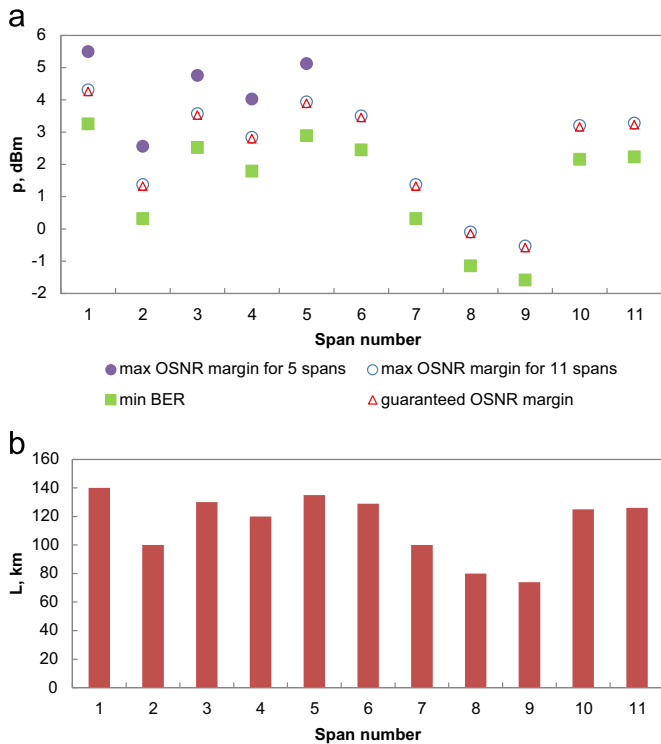 a
6
5
4
3
2
1
0
-1
-2
p, dBm
1 2 3 4 5 6 7 8 9 10 11
Span number
max OSNR margin for 5 spans
max OSNR margin for 11 spans
min BER
guaranteed OSNR margin
b
160
140
120
100
80
60
40
20
0
L, km
1 2 3 4 5 6 7 8 9 10 11
Span number